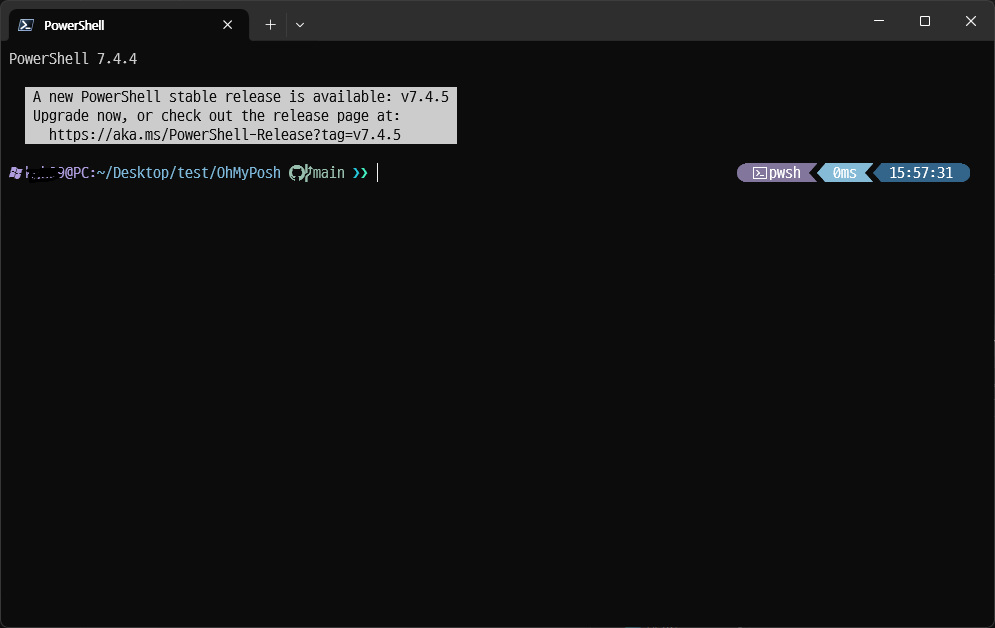 PowerShell
PowerShell 7.4.4
A new PowerShell stable release is available: v7.4.5
Upgrade now, or check out the release page at:
https://aka.ms/PowerShell-Release?tag=v7.4.5
@PC:~/Desktop/test/OhMyPosh main ❯❯
pwsh 0ms 15:57:31